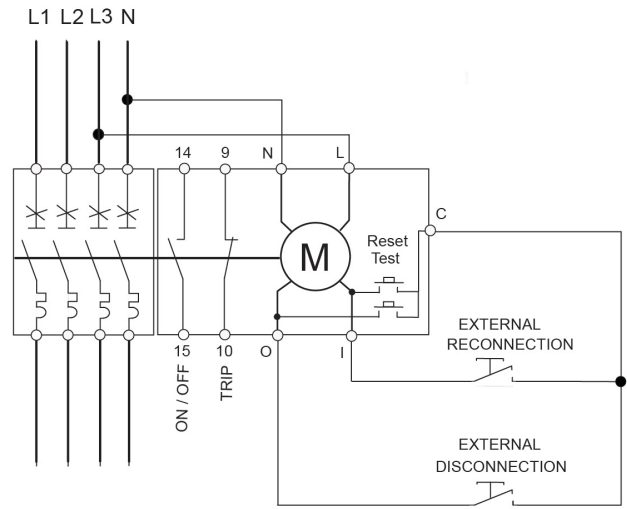 L1 L2 L3 N
14 9 N L
C
Reset
Test
M
EXTERNAL
RECONNECTION
15 10 O I
ON / OFF
TRIP
EXTERNAL
DISCONNECTION